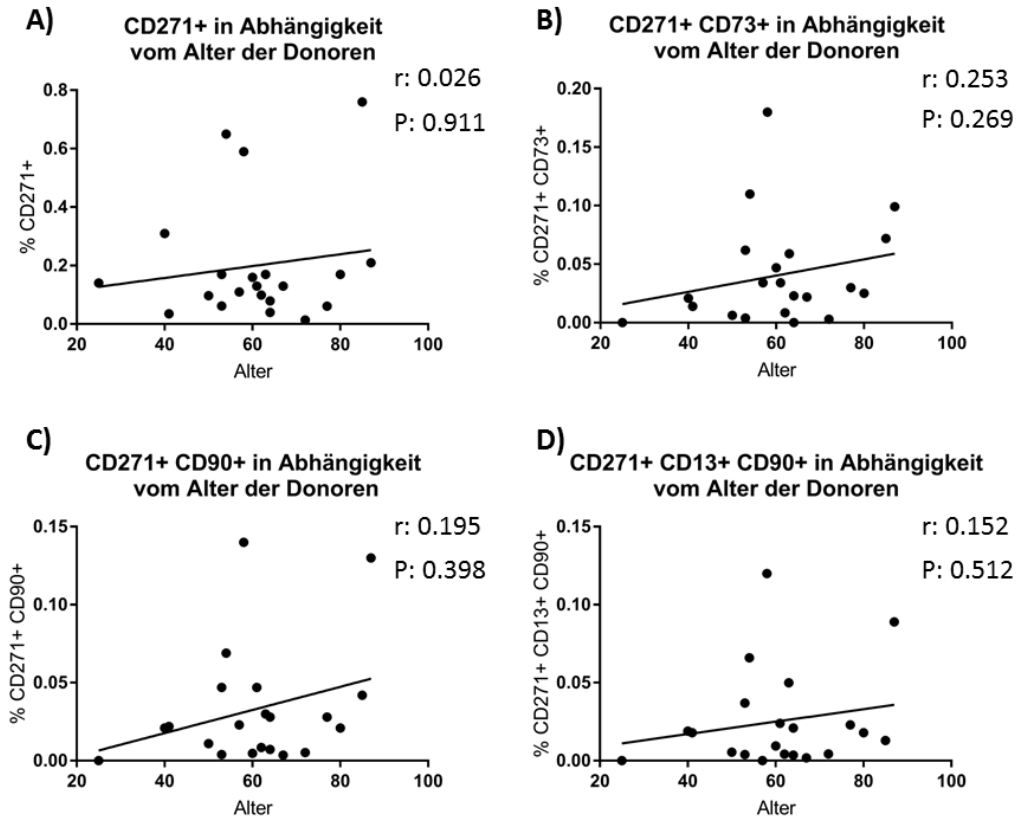 A)
CD271+ in Abhängigkeit
vom Alter der Donoren
r: 0.026
P: 0.911
% CD271+
0.8
0.6
0.4
0.2
0.0
20 40 60 80 100
Alter
B)
CD271+ CD73+ in Abhängigkeit
vom Alter der Donoren
r: 0.253
P: 0.269
% CD271+ CD73+
0.20
0.15
0.10
0.05
0.00
20 40 60 80 100
Alter
C)
CD271+ CD90+ in Abhängigkeit
vom Alter der Donoren
r: 0.195
P: 0.398
% CD271+ CD90+
0.15
0.10
0.05
0.00
20 40 60 80 100
Alter
D)
CD271+ CD13+ CD90+ in Abhängigkeit
vom Alter der Donoren
r: 0.152
P: 0.512
% CD271+ CD13+ CD90+
0.15
0.10
0.05
0.00
20 40 60 80 100
Alter